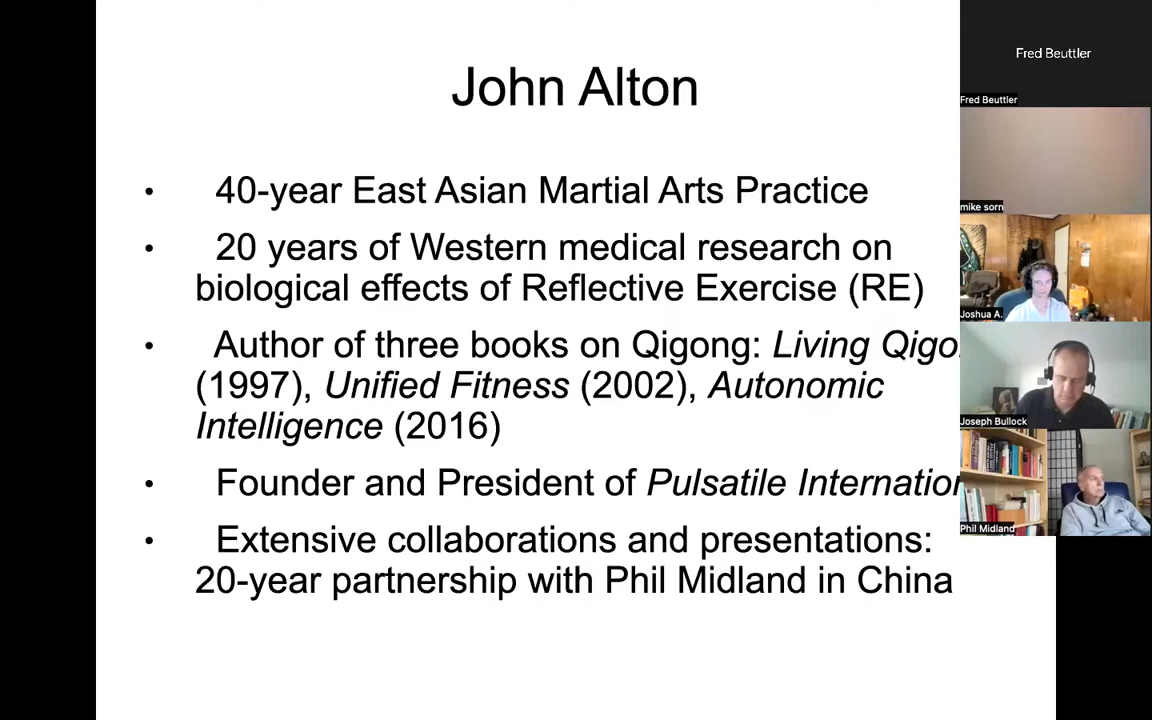 John Alton
• 40-year East Asian Martial Arts Practice
• 20 years of Western medical research on
biological effects of Reflective Exercise (RE)
• Author of three books on Qigong: Living Qigo
(1997), Unified Fitness (2002), Autonomic
Intelligence (2016)
• Founder and President of Pulsatile Internation
• Extensive collaborations and presentations:
20-year partnership with Phil Midland in China
Fred Beuttler
Fred Beuttler
mike sorn
Joshua A.
Joseph Bullock
Phil Midland